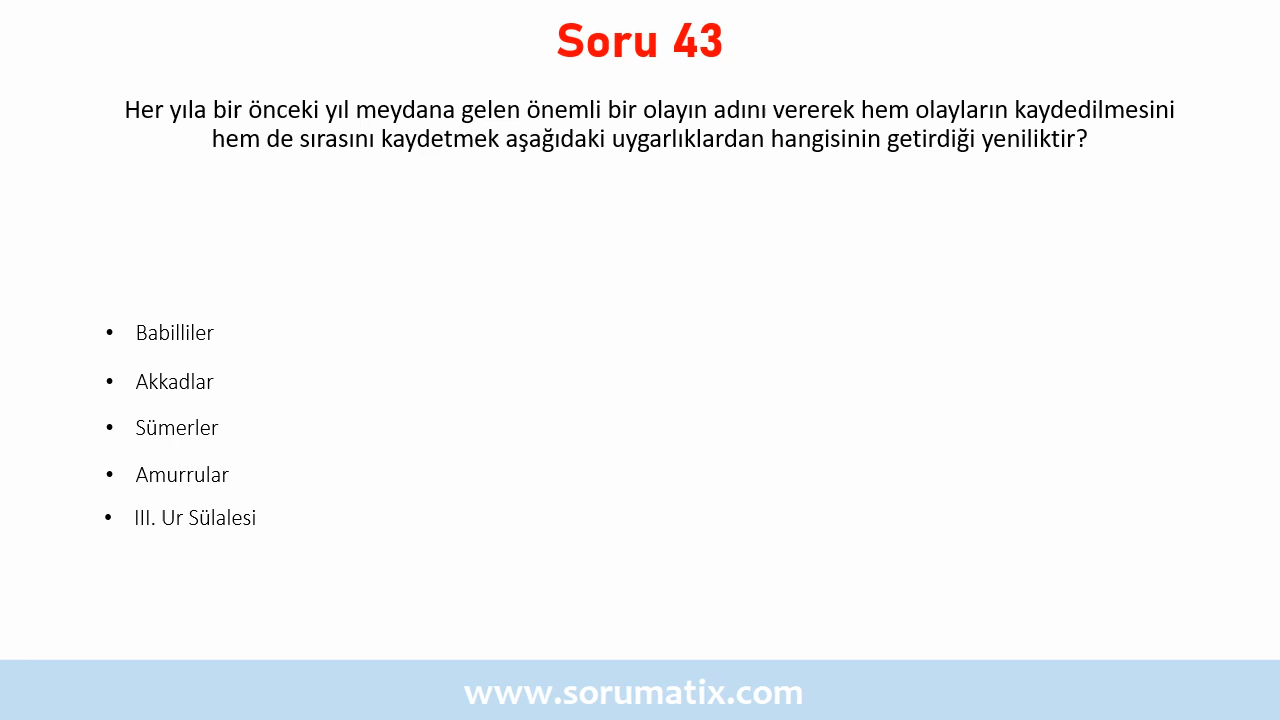 Soru 43
Her yıla bir önceki yıl meydana gelen önemli bir olayın adını vererek hem olayların kaydedilmesini
hem de sırasını kaydetmek aşağıdaki uygarlıklardan hangisinin getirdiği yeniliktir?
• Babilliler
• Akkadlar
• Sümerler
• Amurrular
• III. Ur Sülalesi
www.sorumatix.com